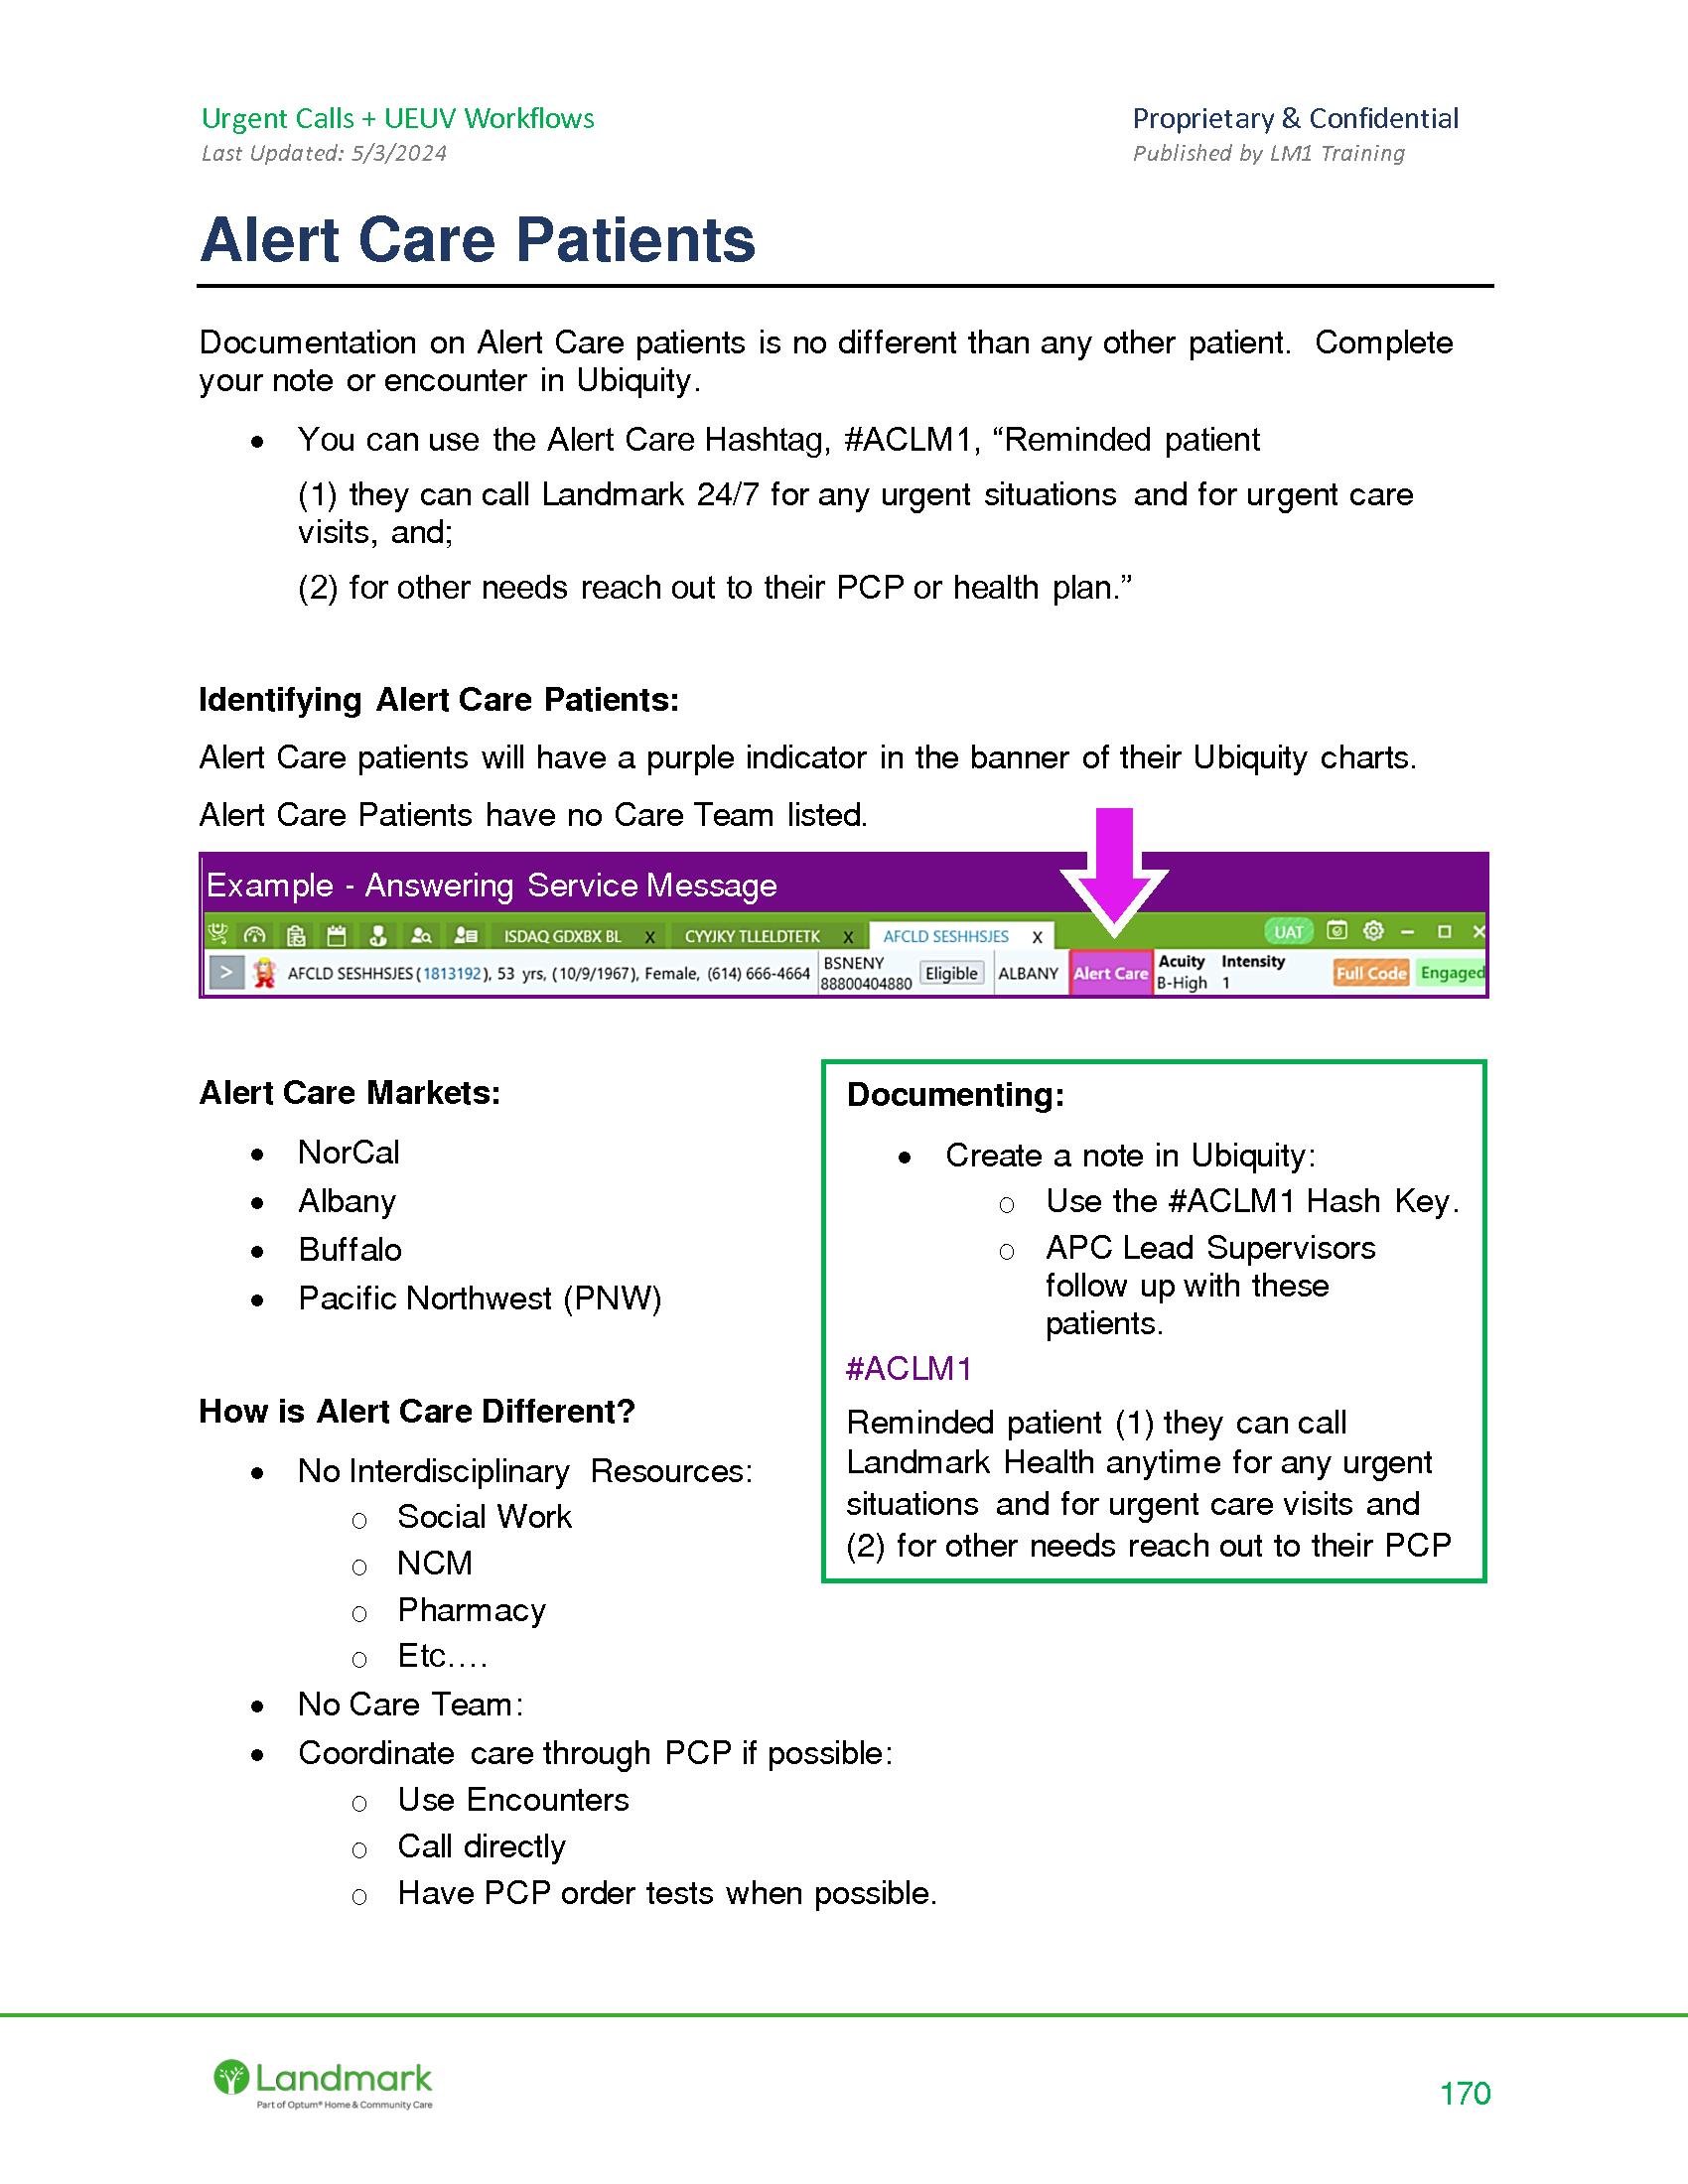 Urgent Calls + UEUV Workflows
Last Updated: 5/3/2024
Proprietary & Confidential
Published by LM1 Training
Alert Care Patients
Documentation on Alert Care patients is no different than any other patient. Complete
your note or encounter in Ubiquity.
• You can use the Alert Care Hashtag, #ACLM1, “Reminded patient
(1) they can call Landmark 24/7 for any urgent situations and for urgent care
visits, and;
(2) for other needs reach out to their PCP or health plan.”
Identifying Alert Care Patients:
Alert Care patients will have a purple indicator in the banner of their Ubiquity charts.
Alert Care Patients have no Care Team listed.
Example - Answering Service Message
ISDAQ GDXBX BL X CYYJKY TLLELDTETK X AFCLD SESHHSJES X UAT
> AFCLD SESHHSJES (1813192), 53 yrs, (10/9/1967), Female, (614) 666-4664
BSNENY
88800404880
Eligible
ALBANY
Alert Care
Acuity Intensity
B-High 1
Full Code
Engaged
Alert Care Markets:
• NorCal
• Albany
• Buffalo
• Pacific Northwest (PNW)
How is Alert Care Different?
• No Interdisciplinary Resources:
o Social Work
o NCM
o Pharmacy
o Etc….
• No Care Team:
• Coordinate care through PCP if possible:
o Use Encounters
o Call directly
o Have PCP order tests when possible.
Documenting:
• Create a note in Ubiquity:
o Use the #ACLM1 Hash Key.
o APC Lead Supervisors
follow up with these
patients.
#ACLM1
Reminded patient (1) they can call
Landmark Health anytime for any urgent
situations and for urgent care visits and
(2) for other needs reach out to their PCP
Landmark
Part of Optum® Home & Community Care
170